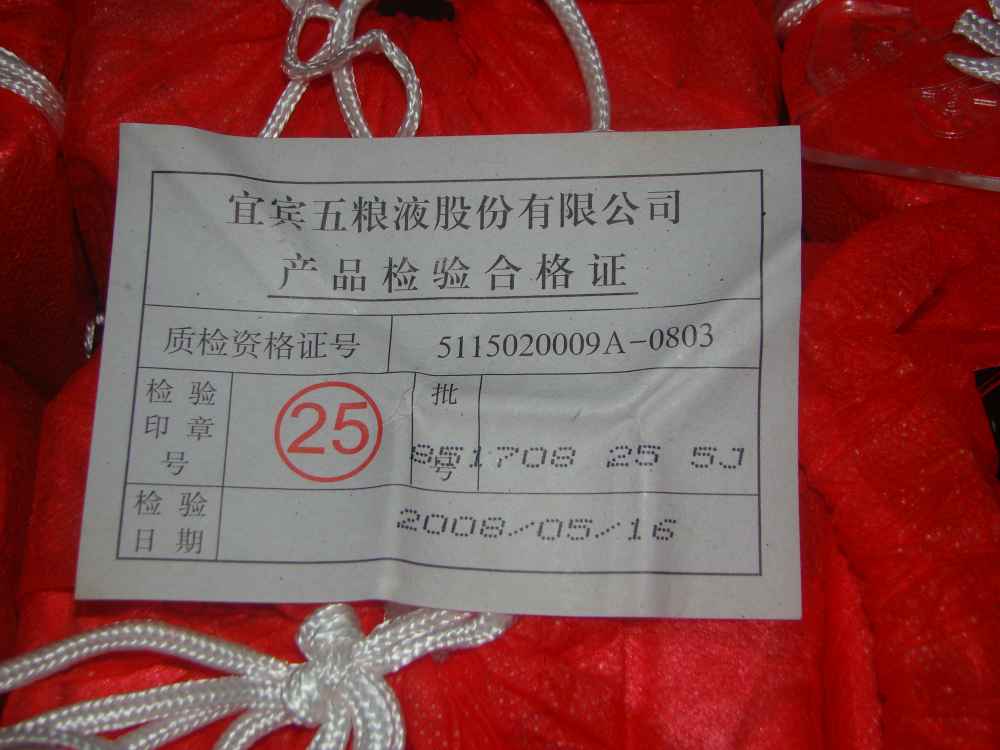 宜宾五粮液股份有限公司
产品检验合格证
质检资格证号 5115020009A-0803
检验印章号 25 批号 851708 25 5J
检验日期 2008/05/16